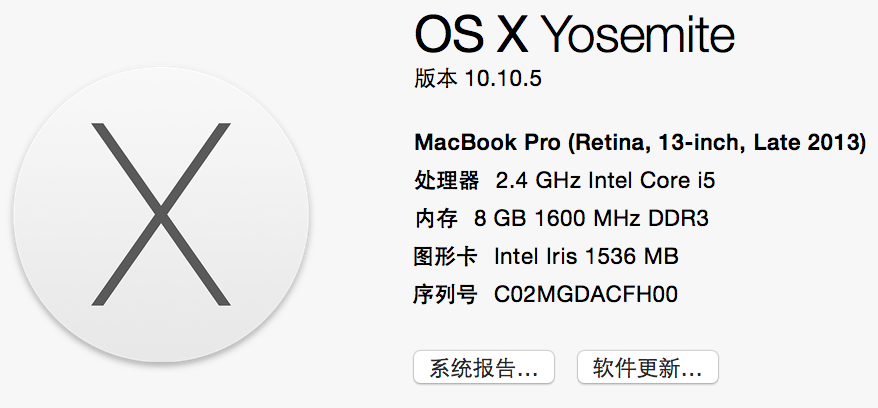 OS X Yosemite
版本 10.10.5
MacBook Pro (Retina, 13-inch, Late 2013)
处理器 2.4 GHz Intel Core i5
内存 8 GB 1600 MHz DDR3
图形卡 Intel Iris 1536 MB
序列号 C02MGDACFH00
系统报告... 软件更新...